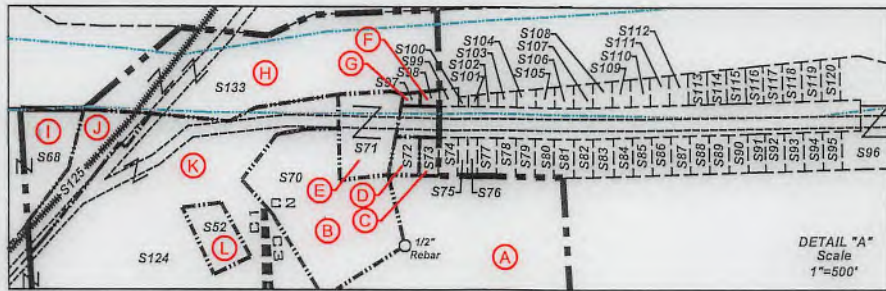 F
S112
S108
S111
S104
S107
S110
S100
S103
S106
S109
S99
S102
S105
S98
S101
S97
G
H
S133
S113
S114
S115
S116
S117
S118
S119
S120
I
J
S68
S125
K
S71
S72
S73
S74
S77
S78
S79
S80
S81
S82
S83
S84
S85
S86
S87
S88
S89
S90
S91
S92
S93
S94
S95
S96
S70
E
D
C
S75
S76
S52
C1
C2
C3
B
L
S124
1/2"
Rebar
A
DETAIL "A"
Scale
1"=500'